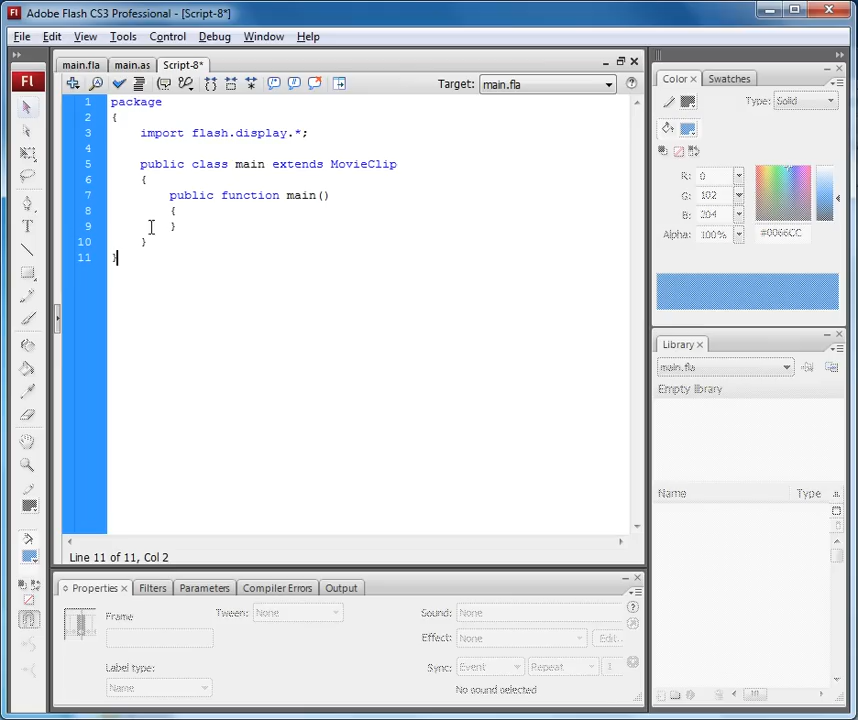 Fl Adobe Flash CS3 Professional - [Script-8*]
File Edit View Tools Control Debug Window Help
main.fla main.as Script-8*
Target: main.fla
Fl
1 package
2 {
3 import flash.display.*;
4
5 public class main extends MovieClip
6 {
7 public function main()
8 {
9 }
10 }
11 }
Line 11 of 11, Col 2
Color Swatches
Type: Solid
R: 0
G: 102
B: 204
Alpha: 100% #0066CC
Library
main.fla
Empty library
Name Type
Properties Filters Parameters Compiler Errors Output
Frame Tween: None Sound: None
Effect: None Edit...
Label type: Sync: Event Repeat 1
Name No sound selected